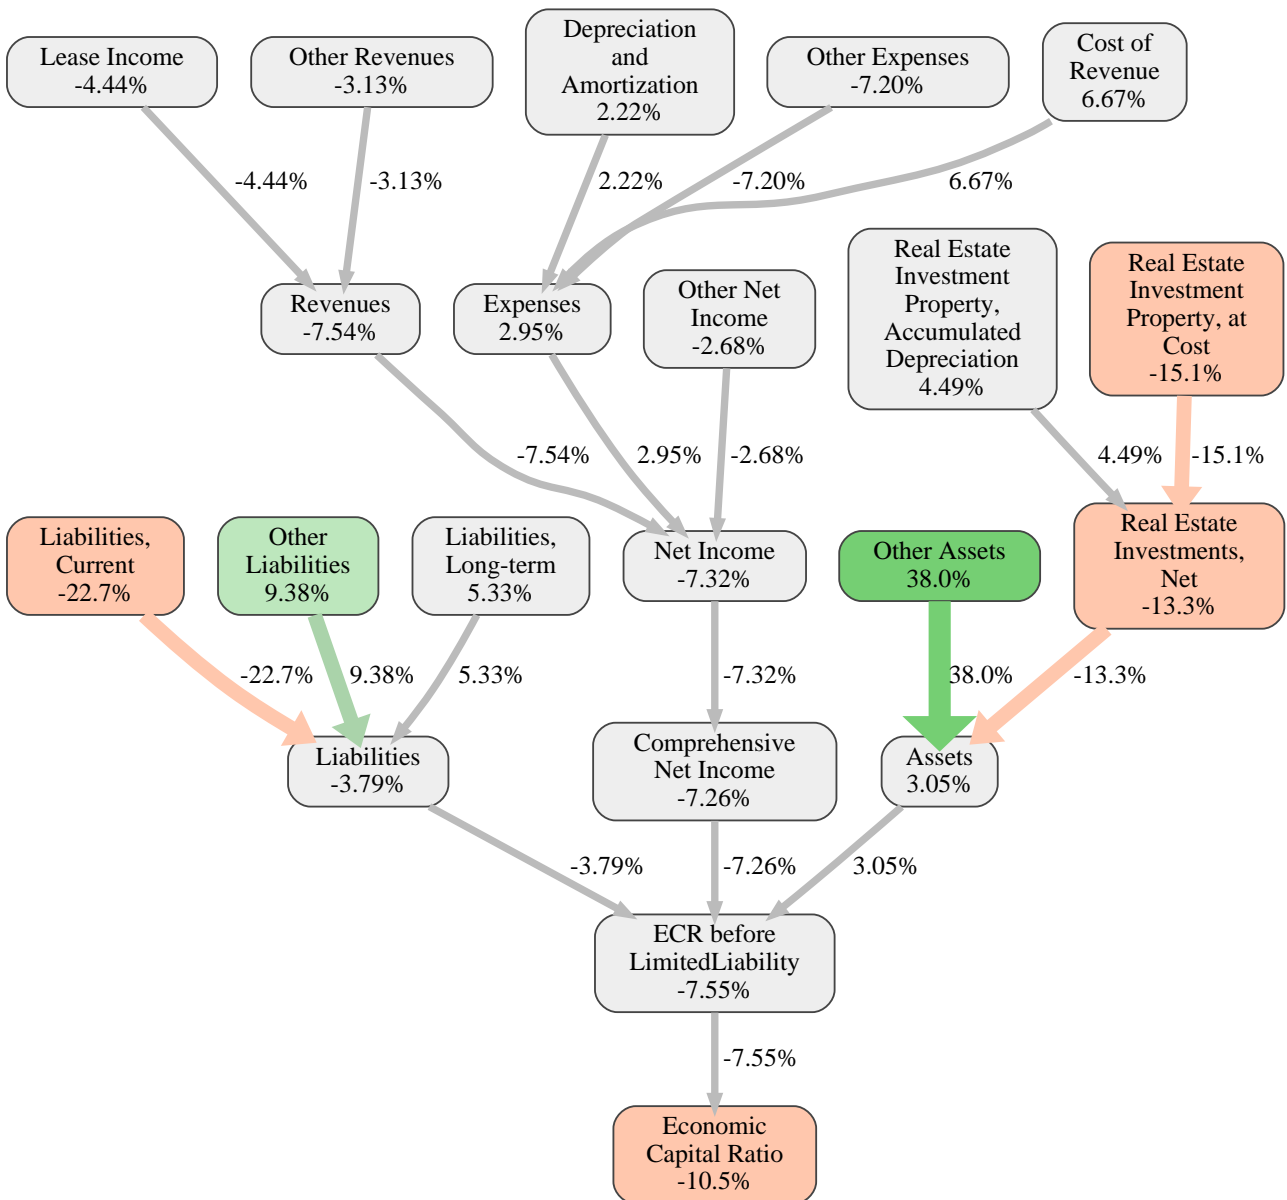 Lease Income
-4.44%
Other Revenues
-3.13%
Depreciation
and
Amortization
2.22%
Other Expenses
-7.20%
Cost of
Revenue
6.67%
-4.44%
-3.13%
2.22%
-7.20%
6.67%
Revenues
-7.54%
Expenses
2.95%
Other Net
Income
-2.68%
Real Estate
Investment
Property,
Accumulated
Depreciation
4.49%
Real Estate
Investment
Property, at
Cost
-15.1%
-7.54%
2.95%
-2.68%
4.49%
-15.1%
Liabilities,
Current
-22.7%
Other
Liabilities
9.38%
Liabilities,
Long-term
5.33%
Net Income
-7.32%
Other Assets
38.0%
Real Estate
Investments,
Net
-13.3%
-22.7%
9.38%
5.33%
-7.32%
38.0%
-13.3%
Liabilities
-3.79%
Comprehensive
Net Income
-7.26%
Assets
3.05%
-3.79%
-7.26%
3.05%
ECR before
LimitedLiability
-7.55%
-7.55%
Economic
Capital Ratio
-10.5%